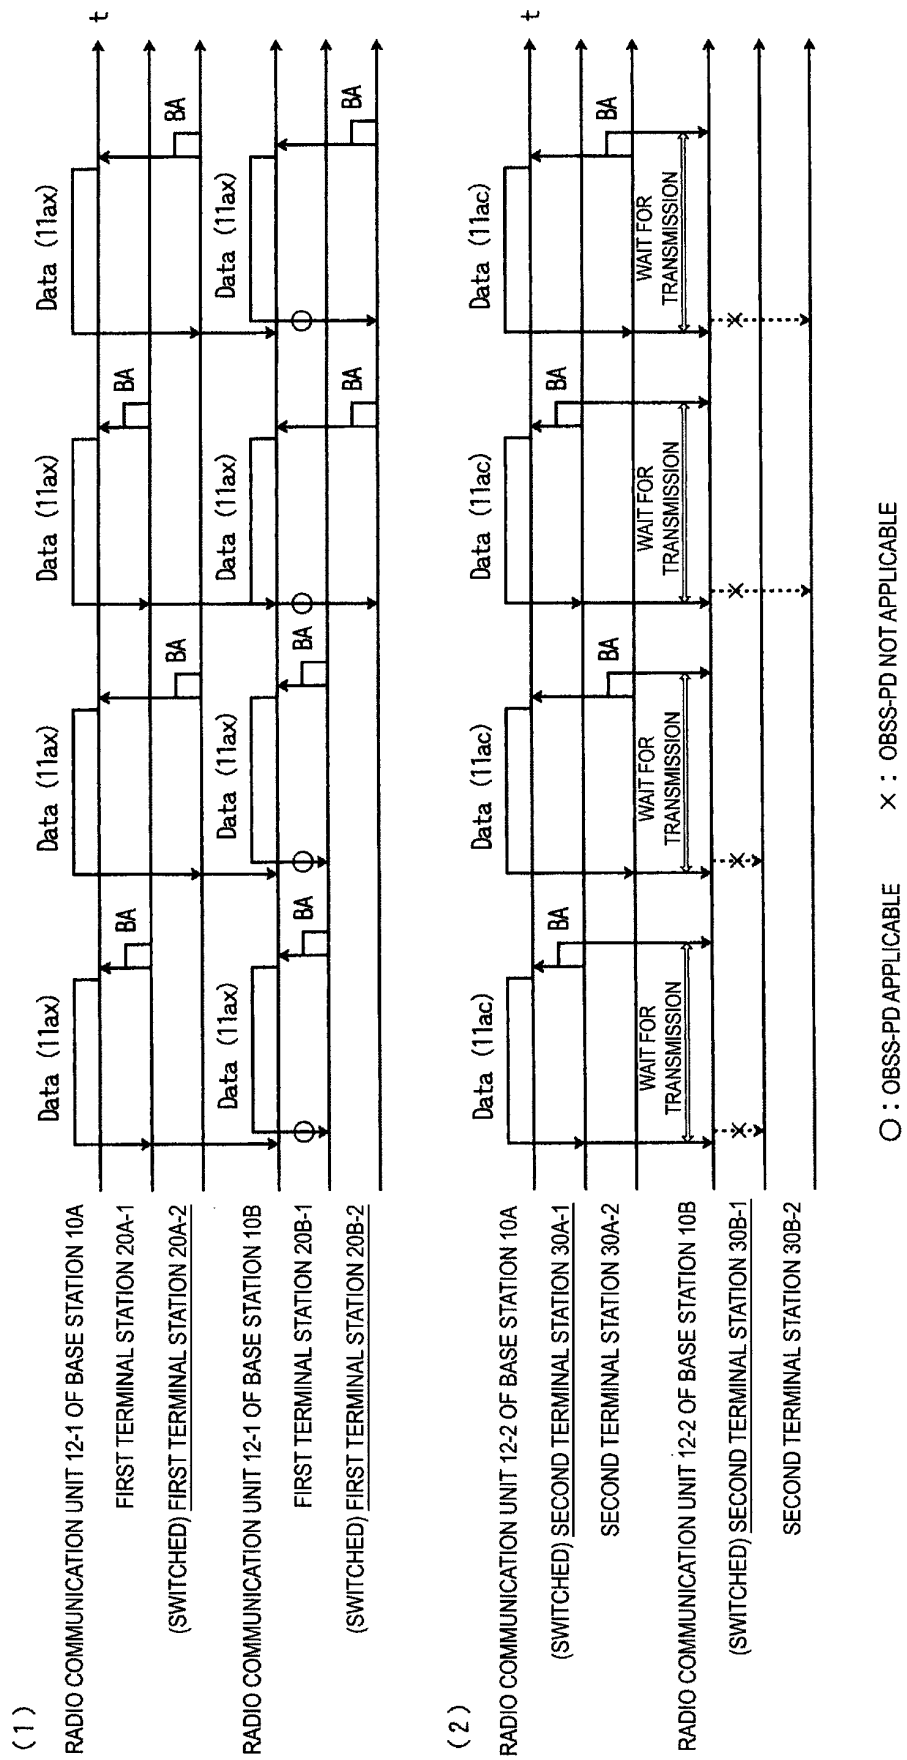 (1)
RADIO COMMUNICATION UNIT 12-1 OF BASE STATION 10A
FIRST TERMINAL STATION 20A-1
(SWITCHED) FIRST TERMINAL STATION 20A-2
RADIO COMMUNICATION UNIT 12-1 OF BASE STATION 10B
FIRST TERMINAL STATION 20B-1
(SWITCHED) FIRST TERMINAL STATION 20B-2
Data (11ax)
Data (11ax)
Data (11ax)
Data (11ax)
t
BA
BA
BA
BA
Data (11ax)
Data (11ax)
Data (11ax)
Data (11ax)
BA
BA
BA
BA
(2)
RADIO COMMUNICATION UNIT 12-2 OF BASE STATION 10A
(SWITCHED) SECOND TERMINAL STATION 30A-1
SECOND TERMINAL STATION 30A-2
RADIO COMMUNICATION UNIT 12-2 OF BASE STATION 10B
(SWITCHED) SECOND TERMINAL STATION 30B-1
SECOND TERMINAL STATION 30B-2
Data (11ac)
Data (11ac)
Data (11ac)
Data (11ac)
t
BA
BA
BA
BA
WAIT FOR
TRANSMISSION
WAIT FOR
TRANSMISSION
WAIT FOR
TRANSMISSION
WAIT FOR
TRANSMISSION
○ : OBSS-PD APPLICABLE
× : OBSS-PD NOT APPLICABLE